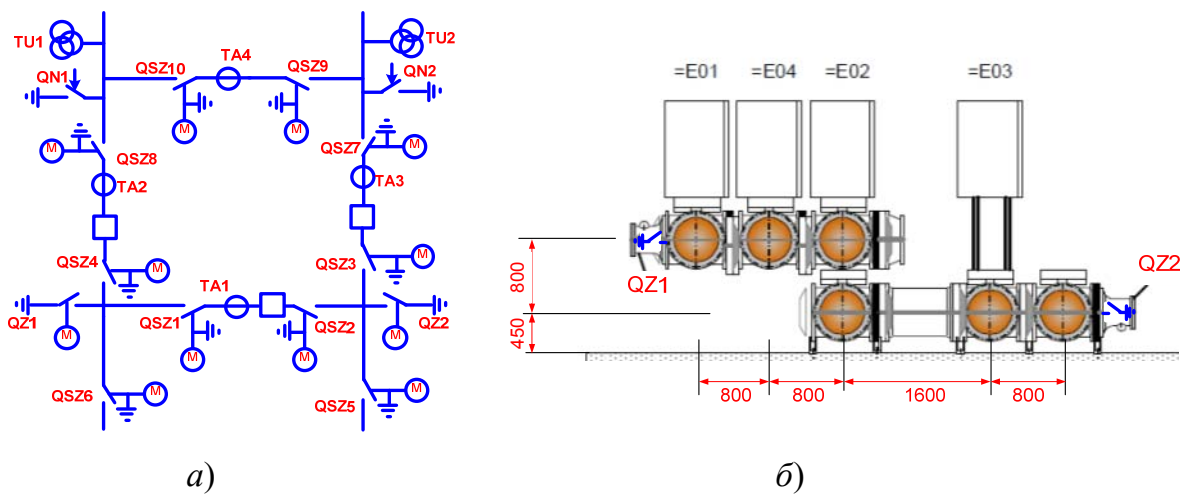 TU1
TU2
TA4
QSZ10
QSZ9
QN1
QN2
M
M
M
M
QSZ8
QSZ7
TA2
TA3
QSZ4
QSZ3
M
M
TA1
QZ1
QSZ1
QSZ2
QZ2
M
M
M
M
QSZ6
M
QSZ5
M
а)
=E01
=E04
=E02
=E03
QZ1
QZ2
800
450
800
800
1600
800
б)